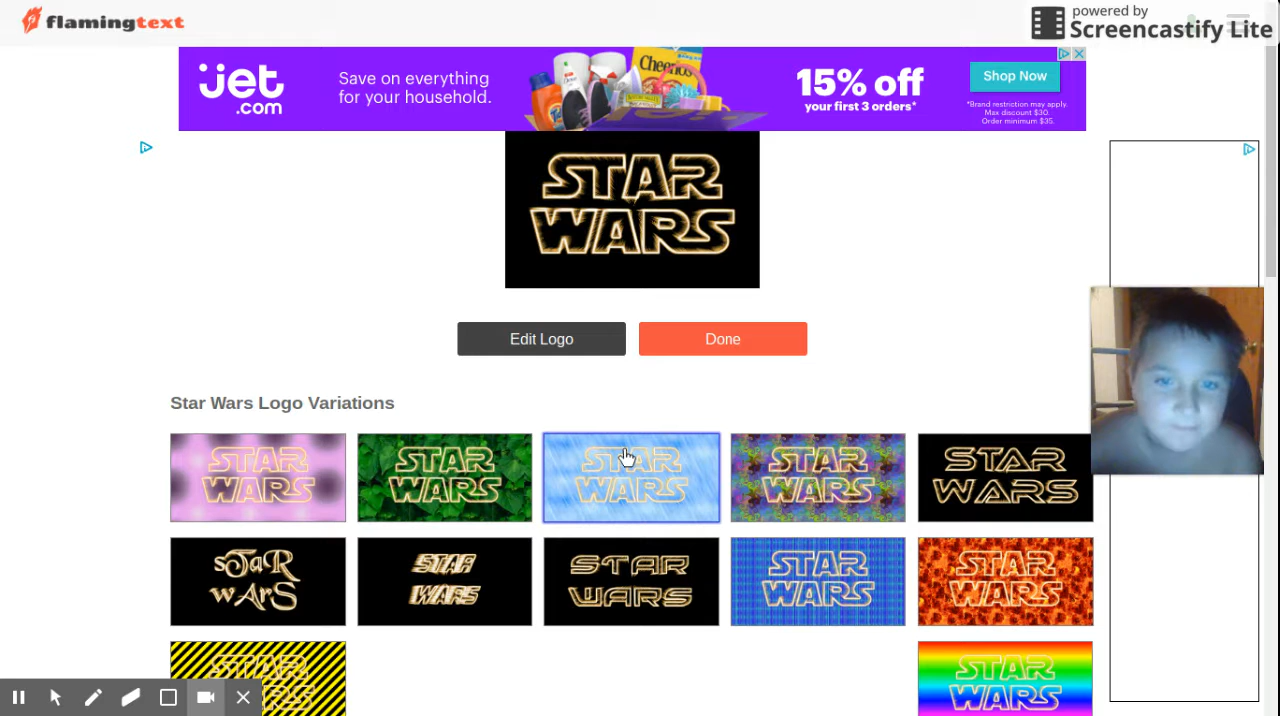 flamingtext
powered by
Screencastify Lite
Jet
.com
Save on everything
for your household.
Cheerios
15% off
your first 3 orders*
Shop Now
*Brand restriction may apply.
Max discount $30.
Order minimum $35.
STAR
WARS
Edit Logo
Done
Star Wars Logo Variations
STAR
WARS
STAR
WARS
STAR
WARS
STAR
WARS
STAR
WARS
sTaR
wArS
STAR
WARS
STAR
WARS
STAR
WARS
STAR
WARS
STAR
WARS
STAR
WARS